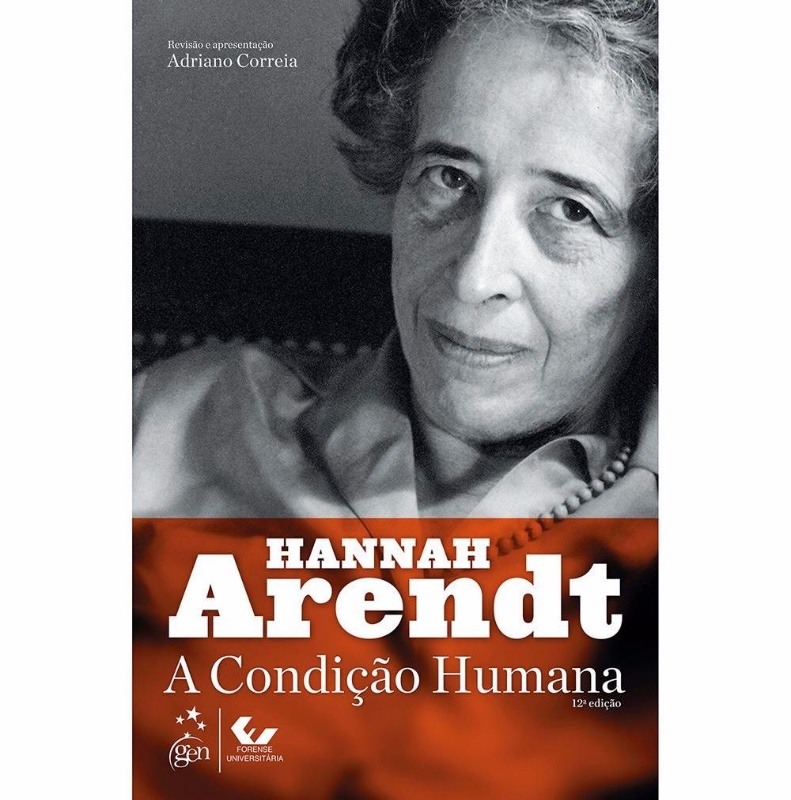 Revisão e apresentação
Adriano Correia
HANNAH
Arendt
A Condição Humana
12ª edição
gen
FORENSE
UNIVERSITÁRIA